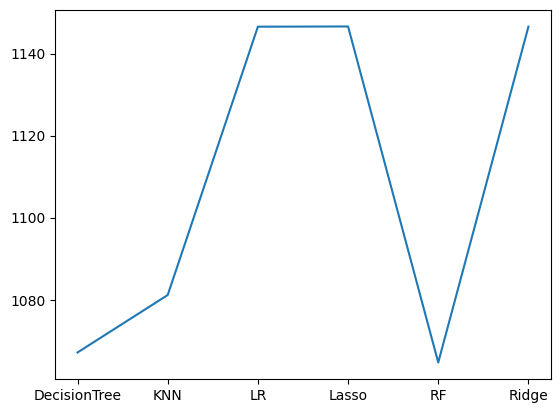 1140
1120
1100
1080
DecisionTree KNN LR Lasso RF Ridge